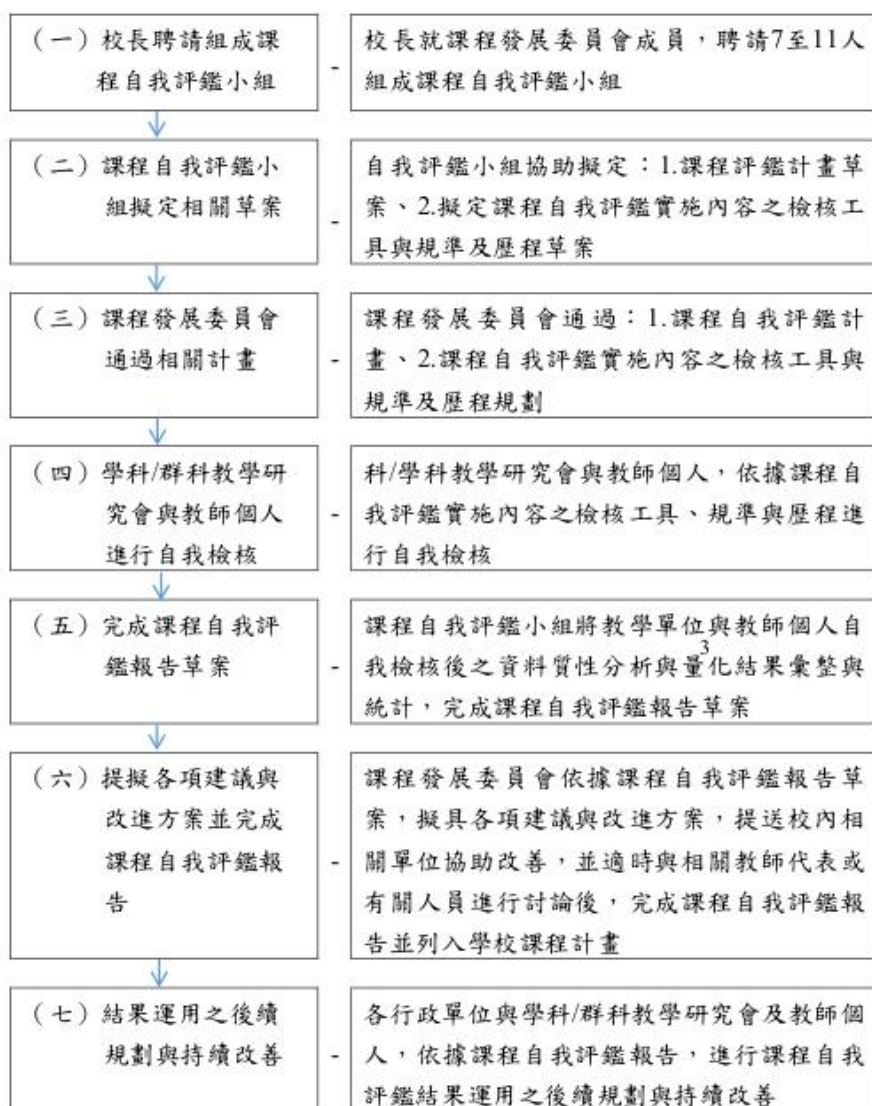 （一）校長聘請組成課
程自我評鑑小組
-
校長就課程發展委員會成員，聘請7至11人
組成課程自我評鑑小組
（二）課程自我評鑑小
組擬定相關草案
-
自我評鑑小組協助擬定：1.課程評鑑計畫草
案、2.擬定課程自我評鑑實施內容之檢核工
具與規準及歷程草案
（三）課程發展委員會
通過相關計畫
-
課程發展委員會通過：1.課程自我評鑑計
畫、2.課程自我評鑑實施內容之檢核工具與
規準及歷程規劃
（四）學科/群科教學研
究會與教師個人
進行自我檢核
-
科/學科教學研究會與教師個人，依據課程自
我評鑑實施內容之檢核工具、規準與歷程進
行自我檢核
（五）完成課程自我評
鑑報告草案
-
課程自我評鑑小組將教學單位與教師個人自
3
我檢核後之資料質性分析與量化結果彙整與
統計，完成課程自我評鑑報告草案
（六）提擬各項建議與
改進方案並完成
課程自我評鑑報
告
-
課程發展委員會依據課程自我評鑑報告草
案，擬具各項建議與改進方案，提送校內相
關單位協助改善，並適時與相關教師代表或
有關人員進行討論後，完成課程自我評鑑報
告並列入學校課程計畫
（七）結果運用之後續
規劃與持續改善
-
各行政單位與學科/群科教學研究會及教師個
人，依據課程自我評鑑報告，進行課程自我
評鑑結果運用之後續規劃與持續改善